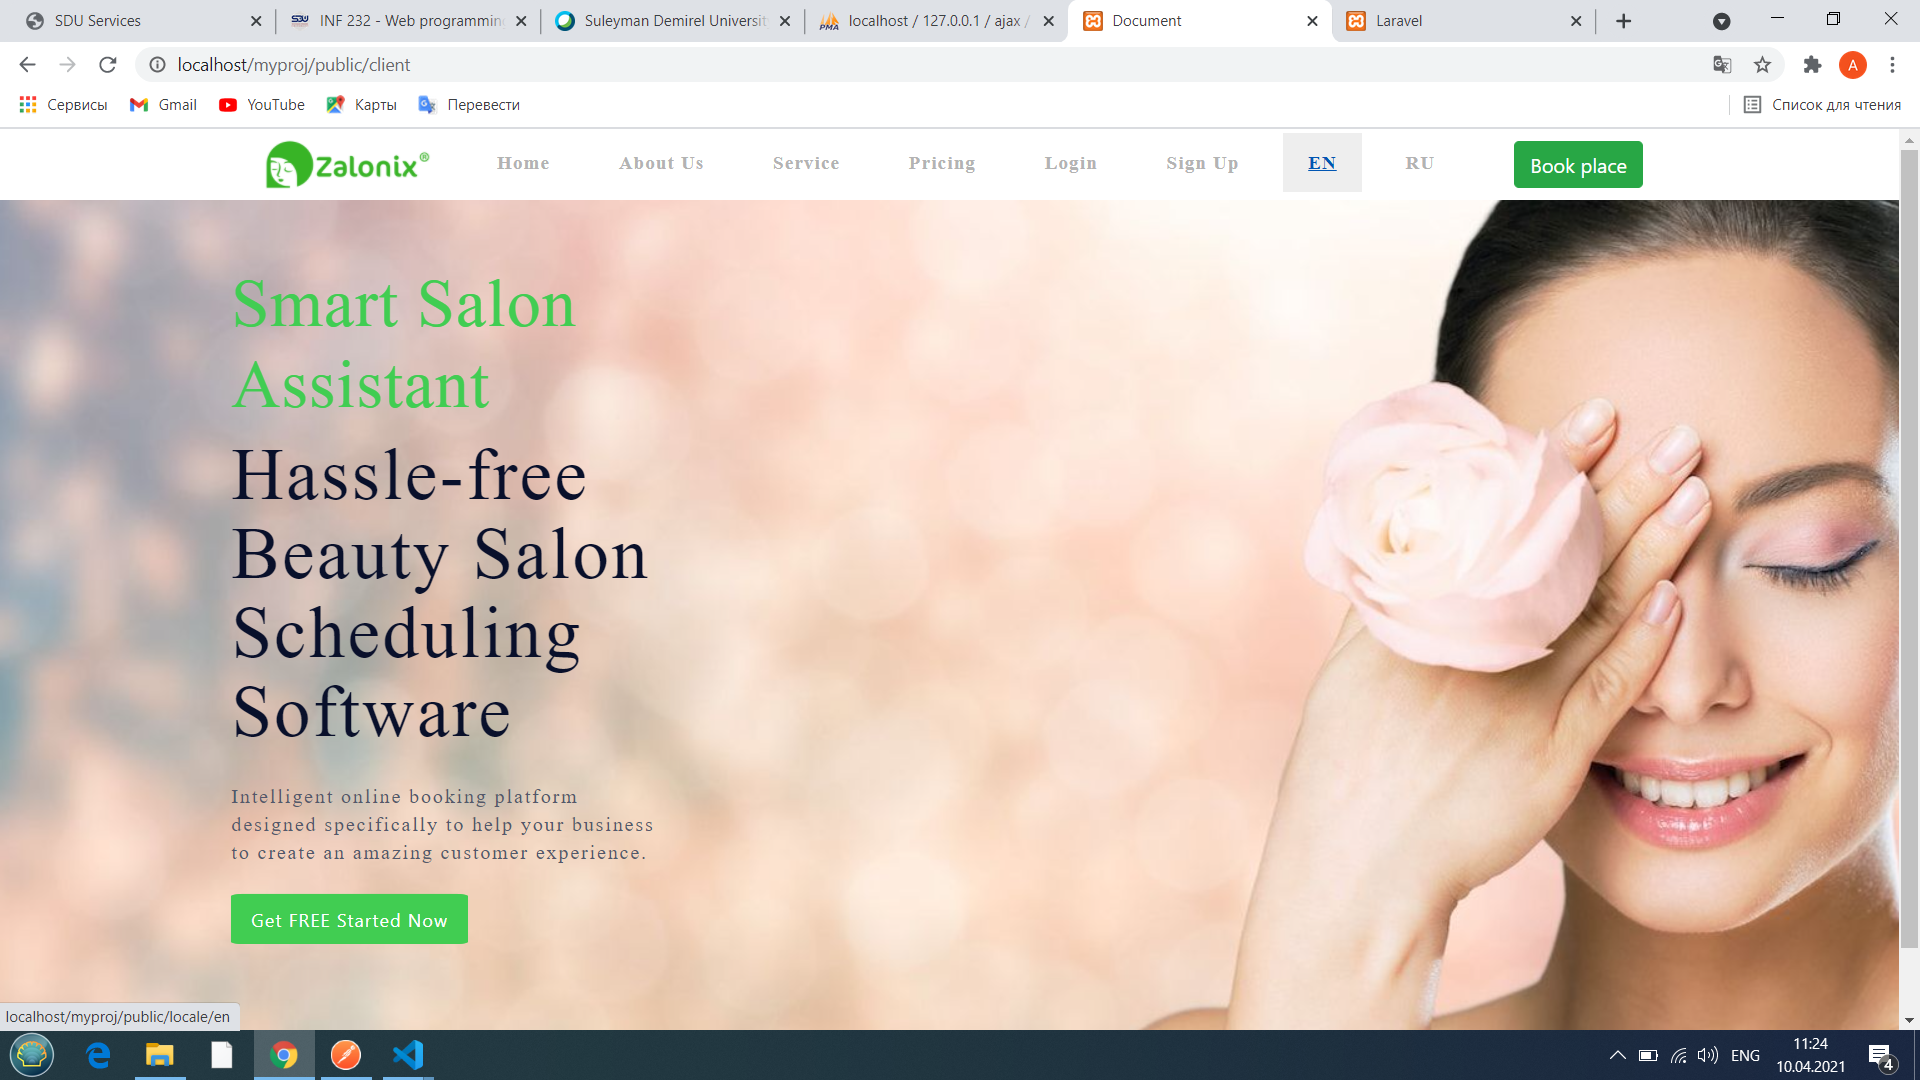 SDU Services
INF 232 - Web programming
Suleyman Demirel University
localhost / 127.0.0.1 / ajax /
Document
Laravel
localhost/myproj/public/client
A
Сервисы
Gmail
YouTube
Карты
Перевести
Список для чтения
Zalonix®
Home
About Us
Service
Pricing
Login
Sign Up
EN
RU
Book place
Smart Salon
Assistant
Hassle-free
Beauty Salon
Scheduling
Software
Intelligent online booking platform
designed specifically to help your business
to create an amazing customer experience.
Get FREE Started Now
localhost/myproj/public/locale/en
ENG
11:24
10.04.2021
4